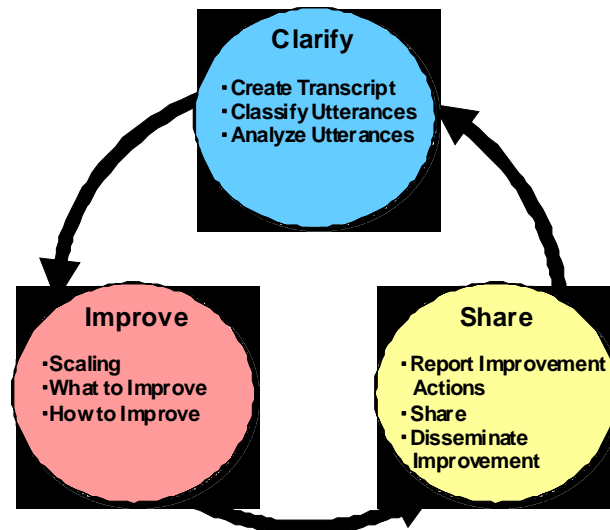 Clarify
・Create Transcript
・Classify Utterances
・Analyze Utterances
Improve
・Scaling
・What to Improve
・How to Improve
Share
・Report Improvement
Actions
・Share
・Disseminate
Improvement